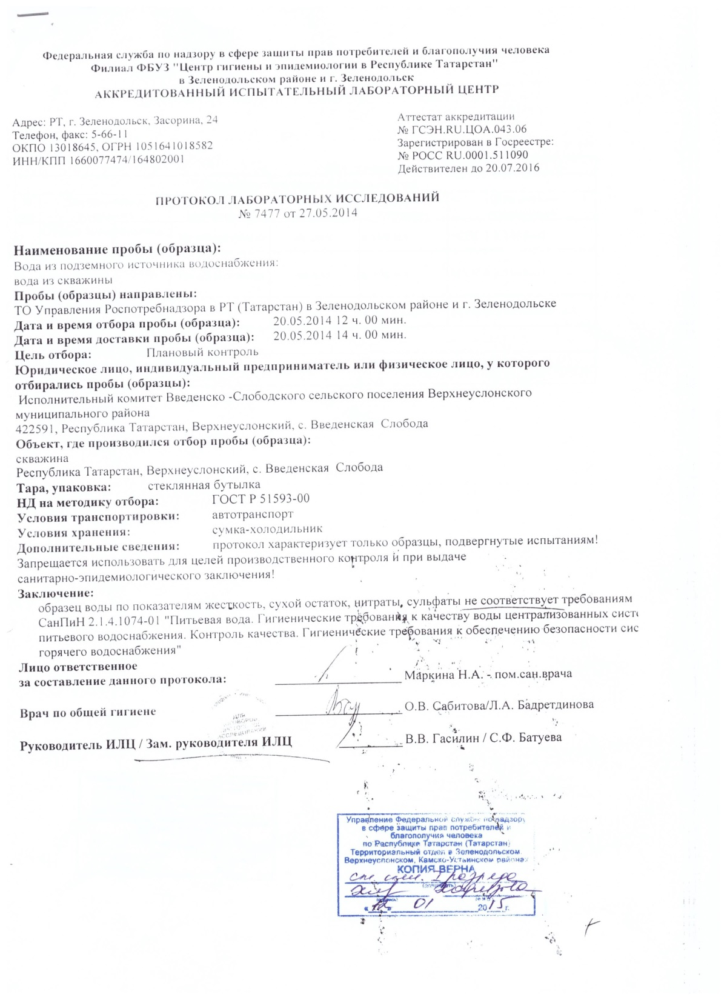 Федеральная служба по надзору в сфере защиты прав потребителей и благополучия человека
Филиал ФБУЗ "Центр гигиены и эпидемиологии в Республике Татарстан"
в Зеленодольском районе и г. Зеленодольск
АККРЕДИТОВАННЫЙ ИСПЫТАТЕЛЬНЫЙ ЛАБОРАТОРНЫЙ ЦЕНТР
Адрес: РТ, г. Зеленодольск, Засорина, 24
Телефон, факс: 5-66-11
ОКПО 13018645, ОГРН 1051641018582
ИНН/КПП 1660077474/164802001
Аттестат аккредитации
№ ГСЭН.RU.ЦОА.043.06
Зарегистрирован в Госреестре:
№ РОСС RU.0001.511090
Действителен до 20.07.2016
ПРОТОКОЛ ЛАБОРАТОРНЫХ ИССЛЕДОВАНИЙ
№ 7477 от 27.05.2014
Наименование пробы (образца):
Вода из подземного источника водоснабжения:
вода из скважины
Пробы (образцы) направлены:
ТО Управления Роспотребнадзора в РТ (Татарстан) в Зеленодольском районе и г. Зеленодольске
Дата и время отбора пробы (образца): 20.05.2014 12 ч. 00 мин.
Дата и время доставки пробы (образца): 20.05.2014 14 ч. 00 мин.
Цель отбора: Плановый контроль
Юридическое лицо, индивидуальный предприниматель или физическое лицо, у которого
отбирались пробы (образцы):
Исполнительный комитет Введенско -Слободского сельского поселения Верхнеуслонского
муниципального района
422591, Республика Татарстан, Верхнеуслонский, с. Введенская Слобода
Объект, где производился отбор пробы (образца):
скважина
Республика Татарстан, Верхнеуслонский, с. Введенская Слобода
Тара, упаковка: стеклянная бутылка
НД на методику отбора: ГОСТ Р 51593-00
Условия транспортировки: автотранспорт
Условия хранения: сумка-холодильник
Дополнительные сведения: протокол характеризует только образцы, подвергнутые испытаниям!
Запрещается использовать для целей производственного контроля и при выдаче
санитарно-эпидемиологического заключения!
Заключение:
образец воды по показателям жесткость, сухой остаток, нитраты, сульфаты не соответствует требованиям
СанПиН 2.1.4.1074-01 "Питьевая вода. Гигиенические требования к качеству воды централизованных систе
питьевого водоснабжения. Контроль качества. Гигиенические требования к обеспечению безопасности сис
горячего водоснабжения"
Лицо ответственное
за составление данного протокола: Маркина Н.А. - пом.сан.врача
Врач по общей гигиене О.В. Сабитова/Л.А. Бадретдинова
Руководитель ИЛЦ / Зам. руководителя ИЛЦ В.В. Гасилин / С.Ф. Батуева
ДЛЯ
Управление Федеральной службы по надзору
в сфере защиты прав потребителей и
благополучия человека
по Республике Татарстан (Татарстан)
Территориальный отдел в Зеленодольском,
Верхнеуслонском, Камско-Устьинском районах
КОПИЯ ВЕРНА
1 разряда
(должность)
"12" 01 2015 г.